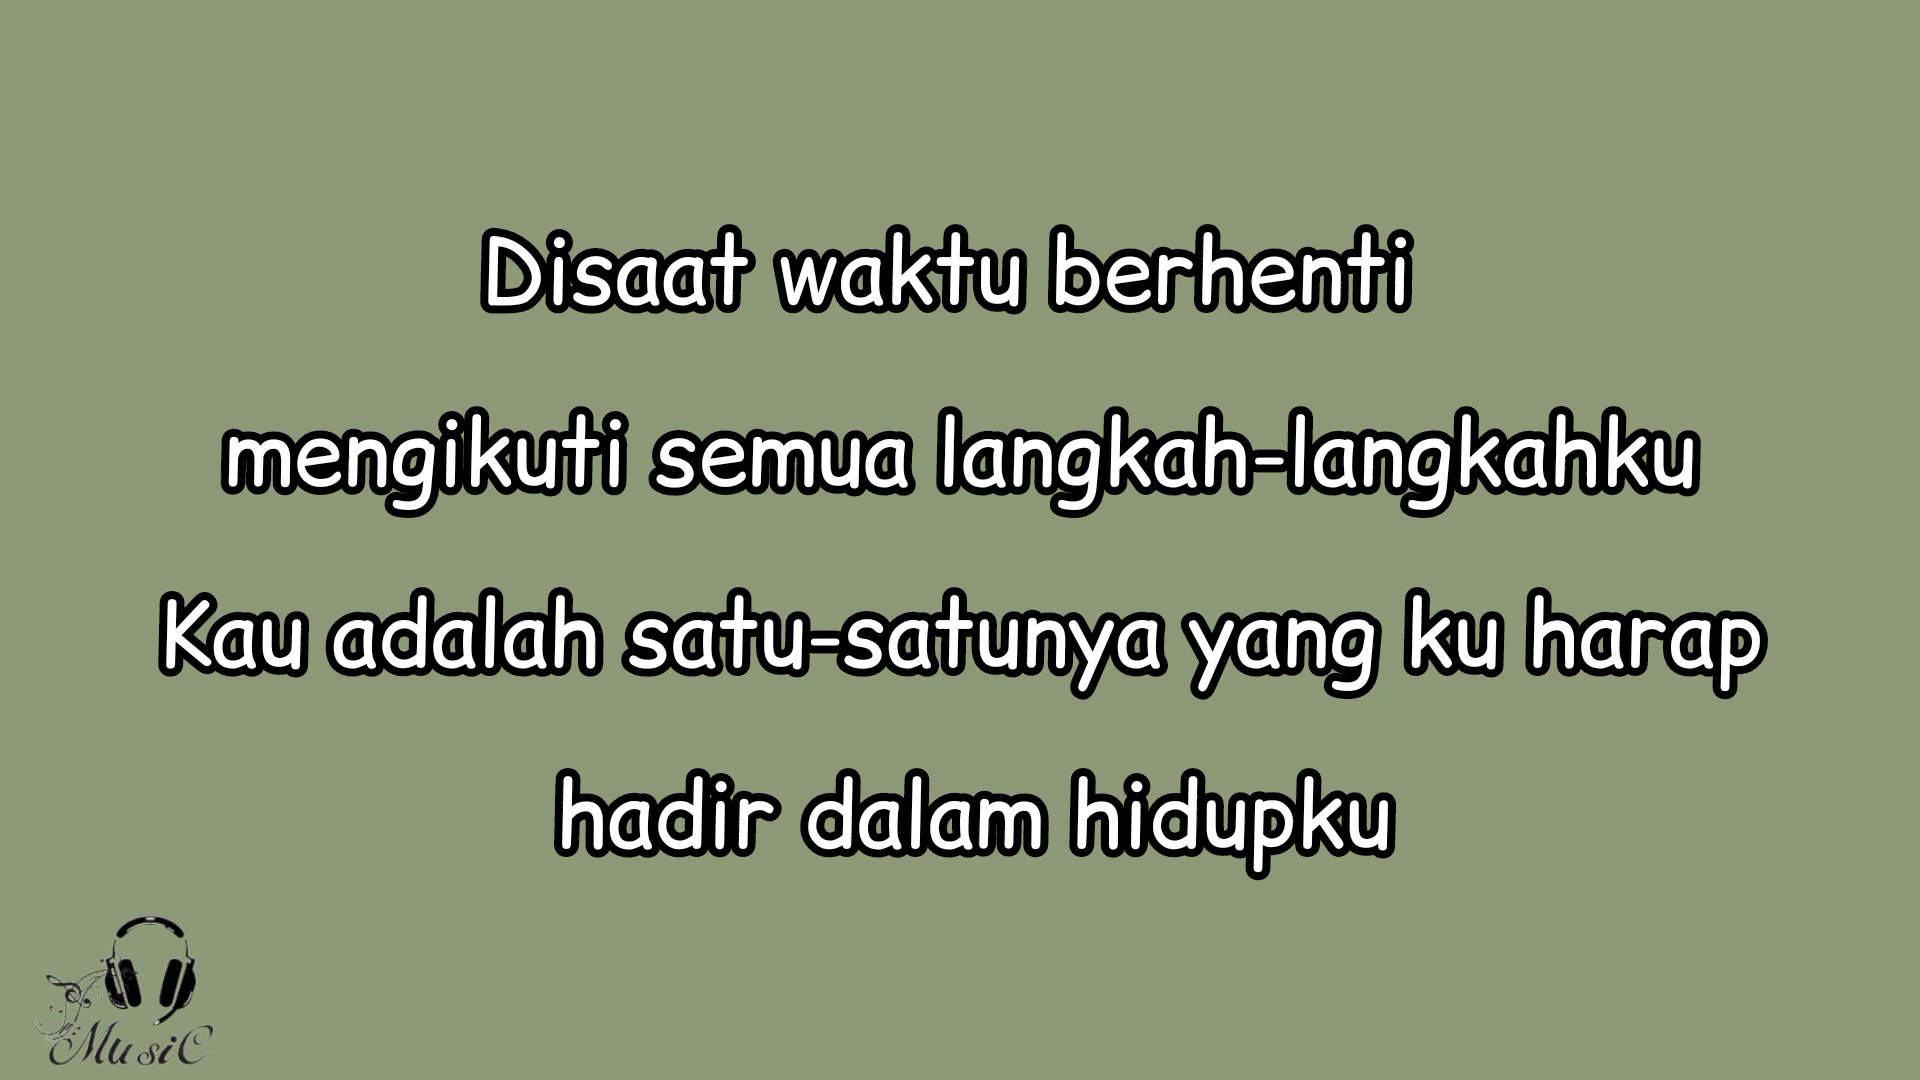 Disaat waktu berhenti
mengikuti semua langkah-langkahku
Kau adalah satu-satunya yang ku harap
hadir dalam hidupku
MusiC